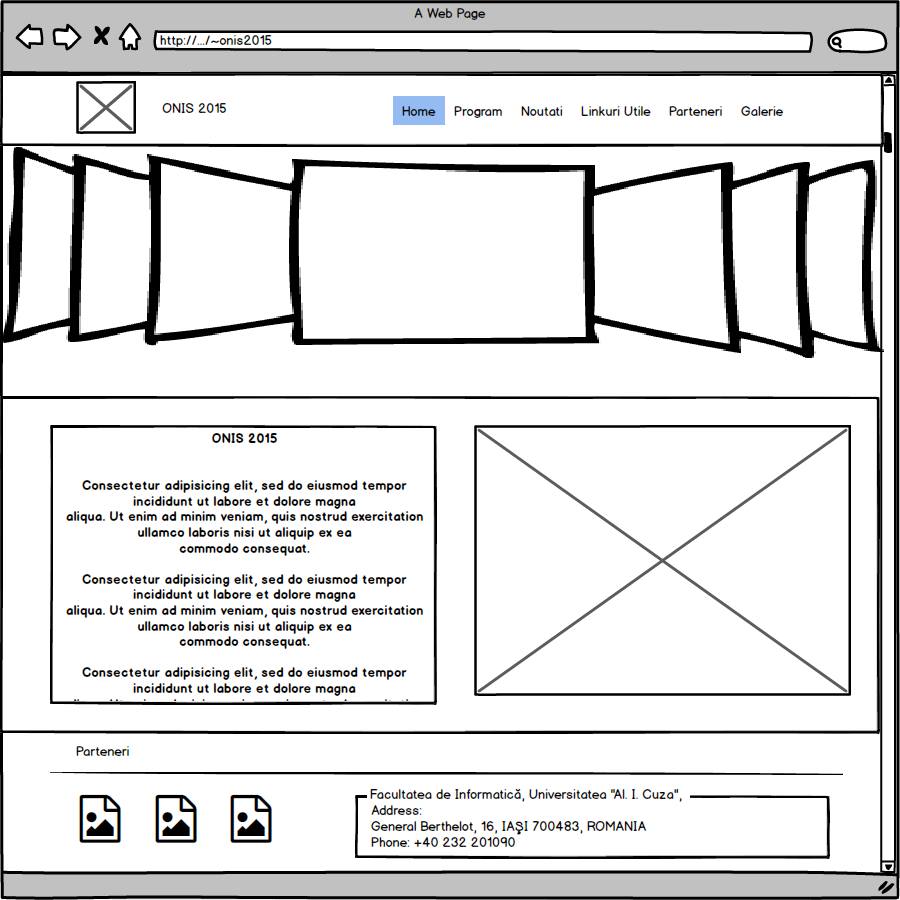 A Web Page
http://.../~onis2015
ONIS 2015
Home Program Noutati Linkuri Utile Parteneri Galerie
ONIS 2015
Consectetur adipisicing elit, sed do eiusmod tempor
incididunt ut labore et dolore magna
aliqua. Ut enim ad minim veniam, quis nostrud exercitation
ullamco laboris nisi ut aliquip ex ea
commodo consequat.
Consectetur adipisicing elit, sed do eiusmod tempor
incididunt ut labore et dolore magna
aliqua. Ut enim ad minim veniam, quis nostrud exercitation
ullamco laboris nisi ut aliquip ex ea
commodo consequat.
Consectetur adipisicing elit, sed do eiusmod tempor
incididunt ut labore et dolore magna
Parteneri
Facultatea de Informatică, Universitatea "Al. I. Cuza",
Address:
General Berthelot, 16, IAŞI 700483, ROMANIA
Phone: +40 232 201090